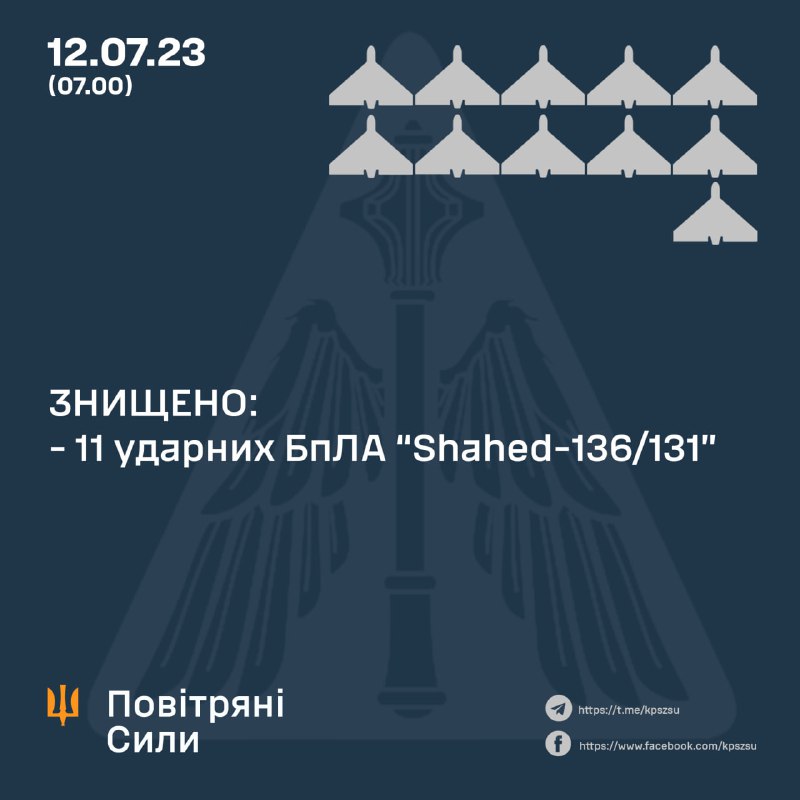 12.07.23
(07.00)
ЗНИЩЕНО:
- 11 ударних БпЛА “Shahed-136/131”
Повітряні
Сили
https://t.me/kpszsu
https://www.facebook.com/kpszsu